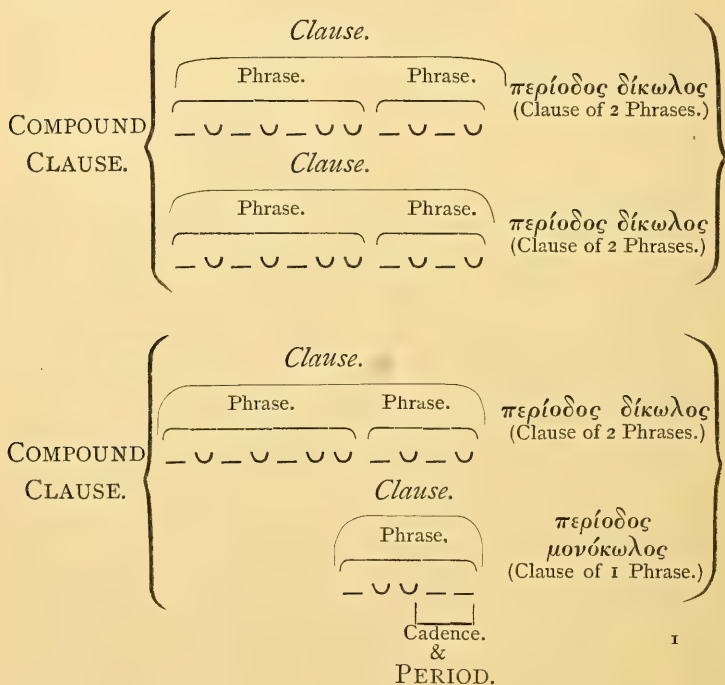 Clause.
Phrase. Phrase.
περίοδος δίκωλος
(Clause of 2 Phrases.)
COMPOUND
CLAUSE.
_ ∪ _ ∪ _ ∪ ∪ _ ∪ _ ∪
Clause.
Phrase. Phrase.
περίοδος δίκωλος
(Clause of 2 Phrases.)
_ ∪ _ ∪ _ ∪ ∪ _ ∪ _ ∪
Clause.
Phrase. Phrase.
περίοδος δίκωλος
(Clause of 2 Phrases.)
COMPOUND
CLAUSE.
_ ∪ _ ∪ _ ∪ ∪ _ ∪ _ ∪
Clause.
Phrase.
περίοδος
μονόκωλος
(Clause of 1 Phrase.)
_ ∪ ∪ _ _
Cadence.
&
PERIOD.
1